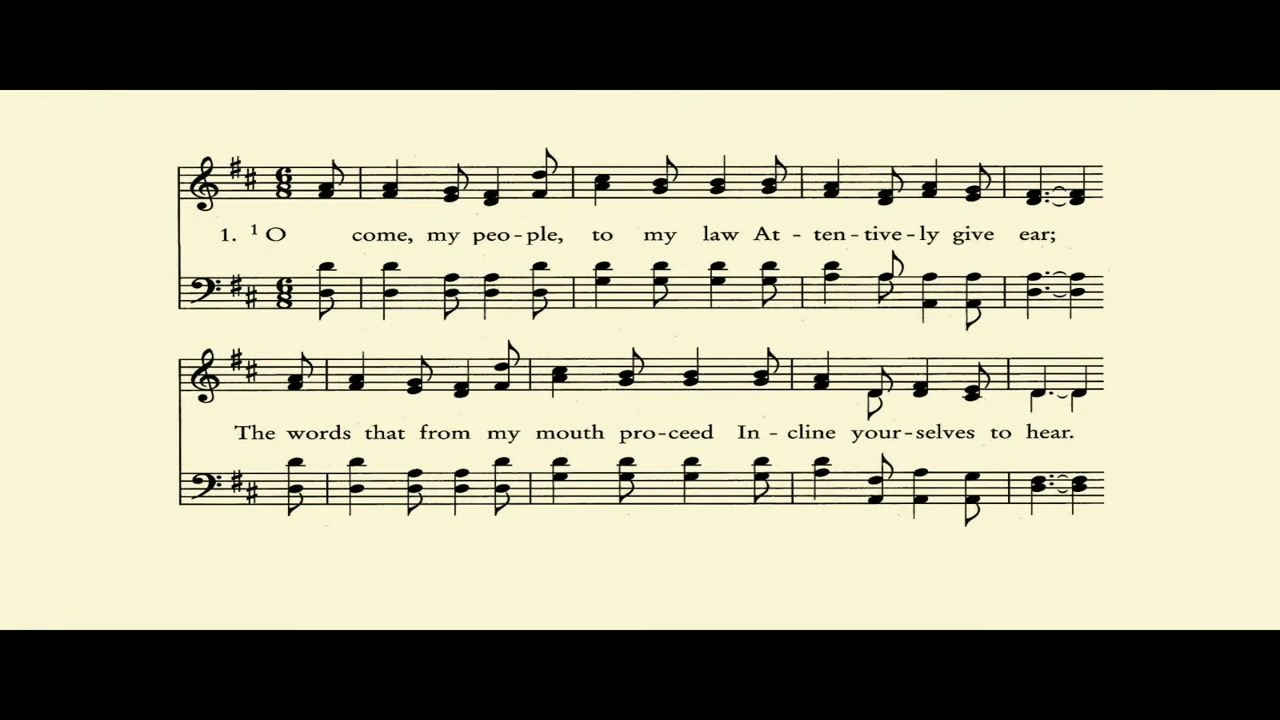 1. ¹ O come, my peo - ple, to my law At - ten - tive - ly give ear;
The words that from my mouth pro - ceed In - cline your - selves to hear.